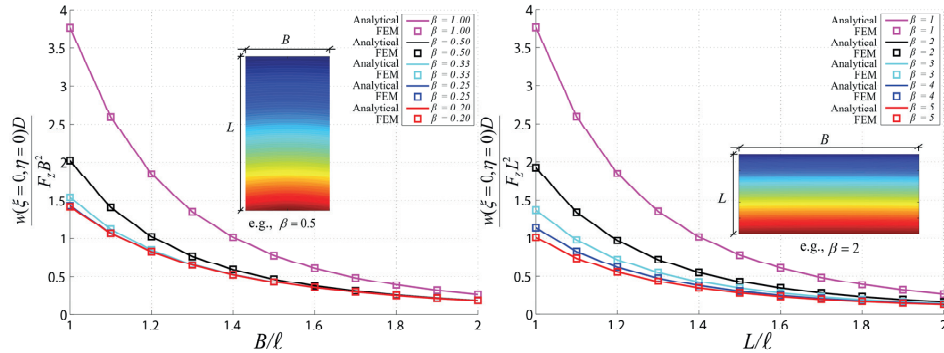 w(ξ=0,η=0)D
F_z B²
4
3.5
3
2.5
2
1.5
1
0.5
0
1
1.2
1.4
1.6
1.8
2
B/ℓ
B
L
e.g., β = 0.5
Analytical β = 1.00
FEM β = 1.00
Analytical β = 0.50
FEM β = 0.50
Analytical β = 0.33
FEM β = 0.33
Analytical β = 0.25
FEM β = 0.25
Analytical β = 0.20
FEM β = 0.20
w(ξ=0,η=0)D
F_z L²
4
3.5
3
2.5
2
1.5
1
0.5
0
1
1.2
1.4
1.6
1.8
2
L/ℓ
B
L
e.g., β = 2
Analytical β = 1
FEM β = 1
Analytical β = 2
FEM β = 2
Analytical β = 3
FEM β = 3
Analytical β = 4
FEM β = 4
Analytical β = 5
FEM β = 5